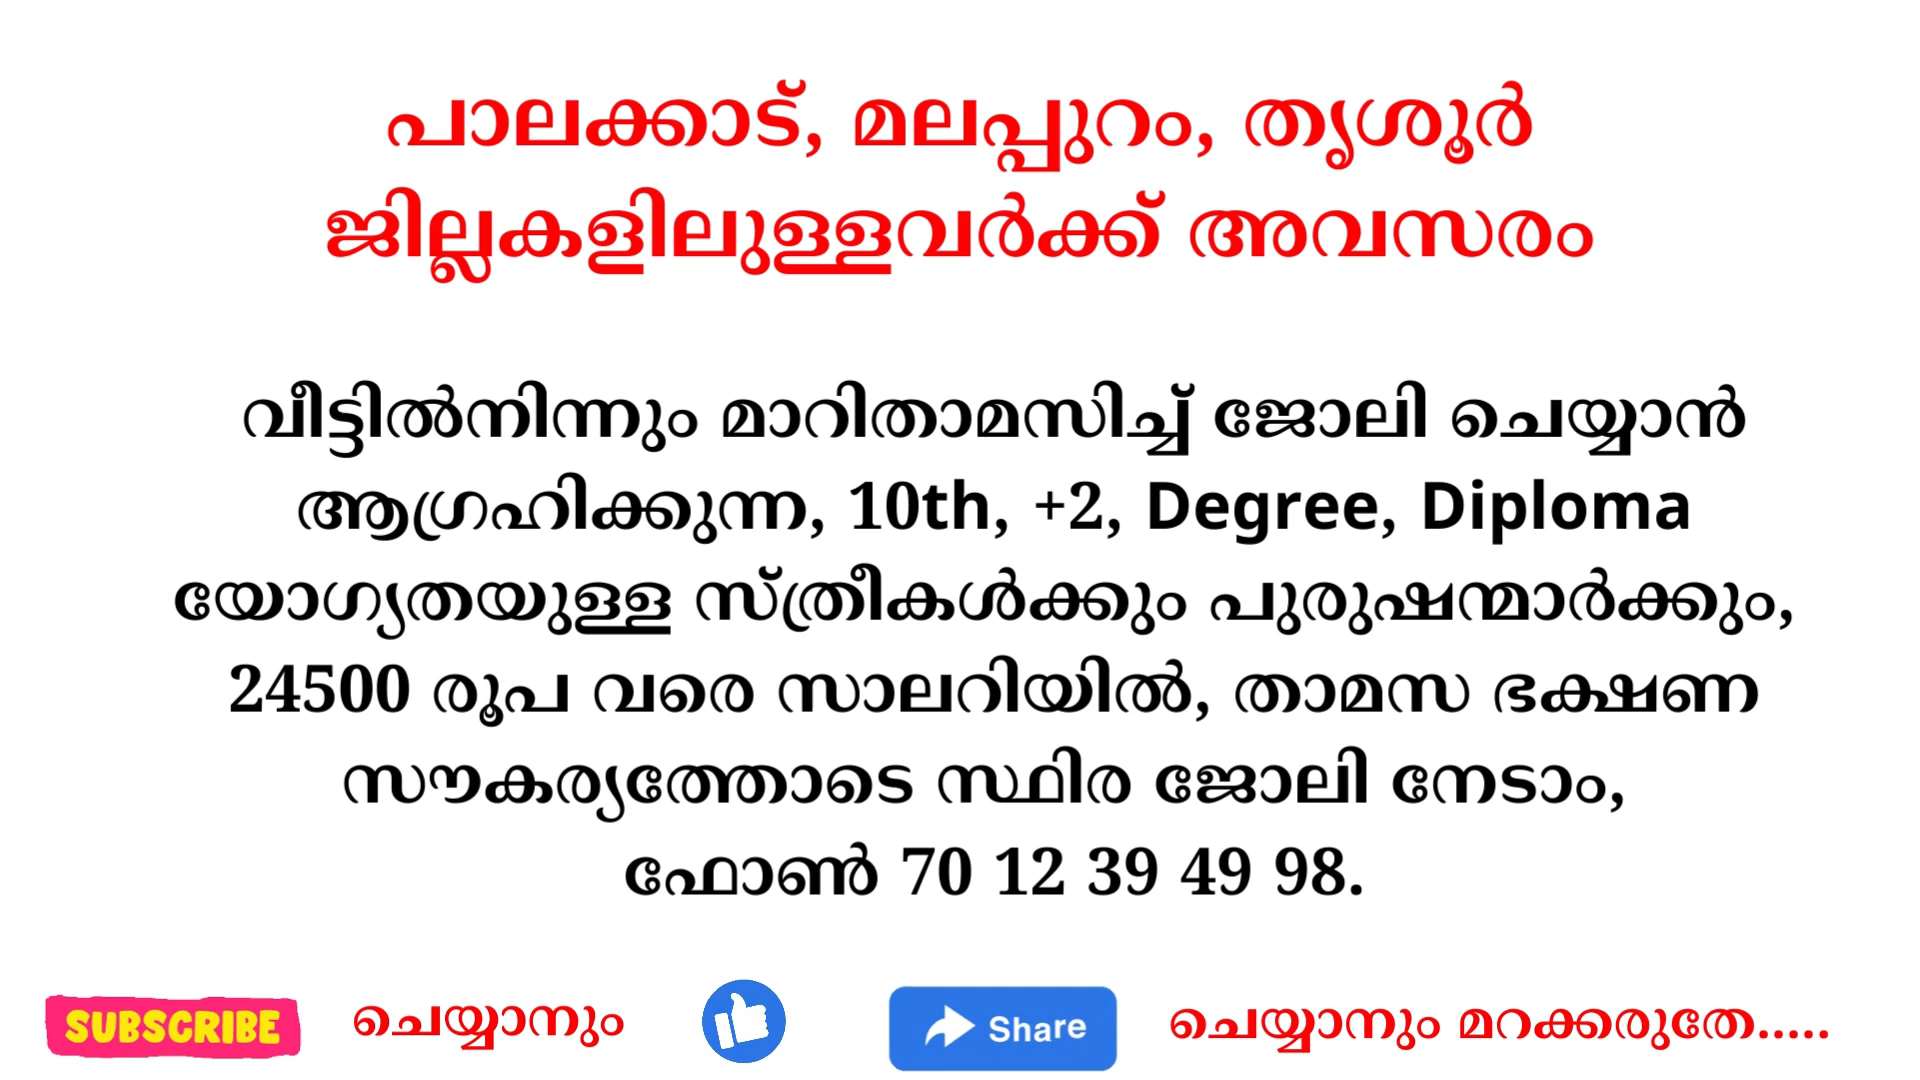 പാലക്കാട്, മലപ്പുറം, തൃശൂർ
ജില്ലകളിലുള്ളവർക്ക് അവസരം
വീട്ടിൽനിന്നും മാറിതാമസിച്ച് ജോലി ചെയ്യാൻ
ആഗ്രഹിക്കുന്ന, 10th, +2, Degree, Diploma
യോഗ്യതയുള്ള സ്ത്രീകൾക്കും പുരുഷന്മാർക്കും,
24500 രൂപ വരെ സാലറിയിൽ, താമസ ഭക്ഷണ
സൗകര്യത്തോടെ സ്ഥിര ജോലി നേടാം,
ഫോൺ 70 12 39 49 98.
SUBSCRIBE ചെയ്യാനും Share ചെയ്യാനും മറക്കരുതേ.....